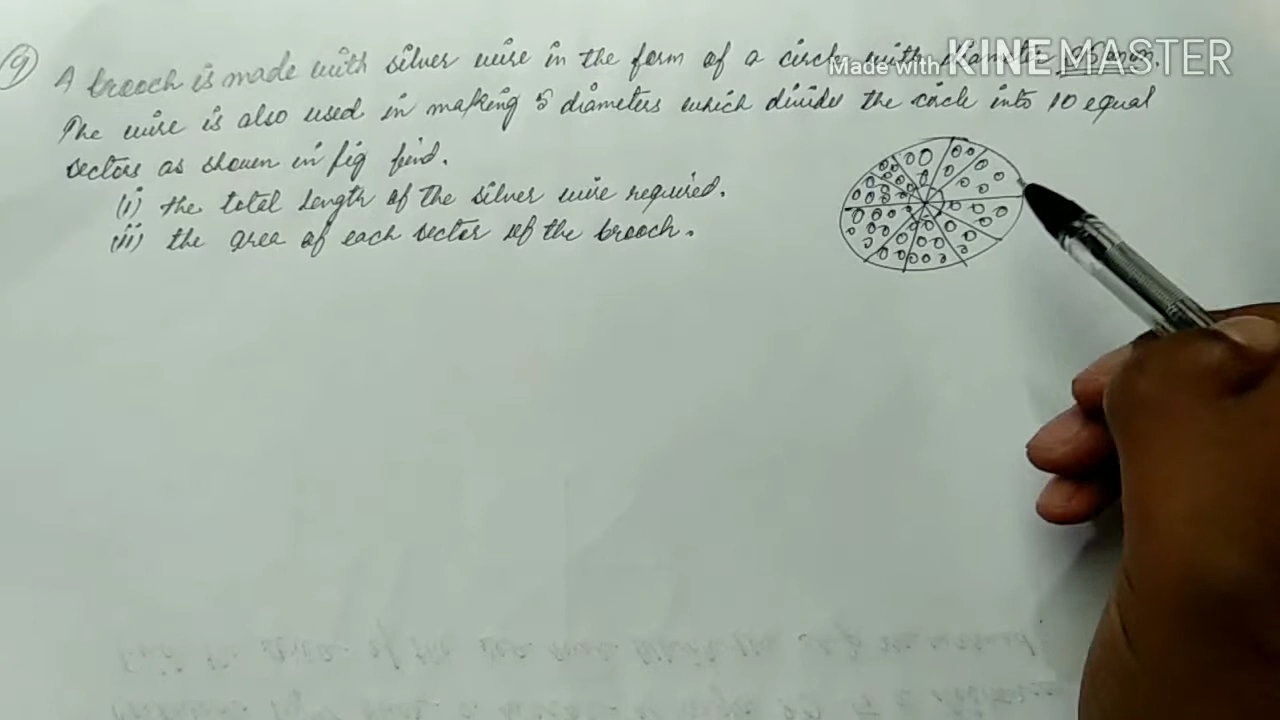 9) A brooch is made with silver wire in the form of a circle with diameter
The wire is also used in making 5 diameters which divide the circle into 10 equal
sectors as shown in fig find.
(i) the total length of the silver wire required.
(ii) the area of each sector of the brooch.
Made with KINEMASTER